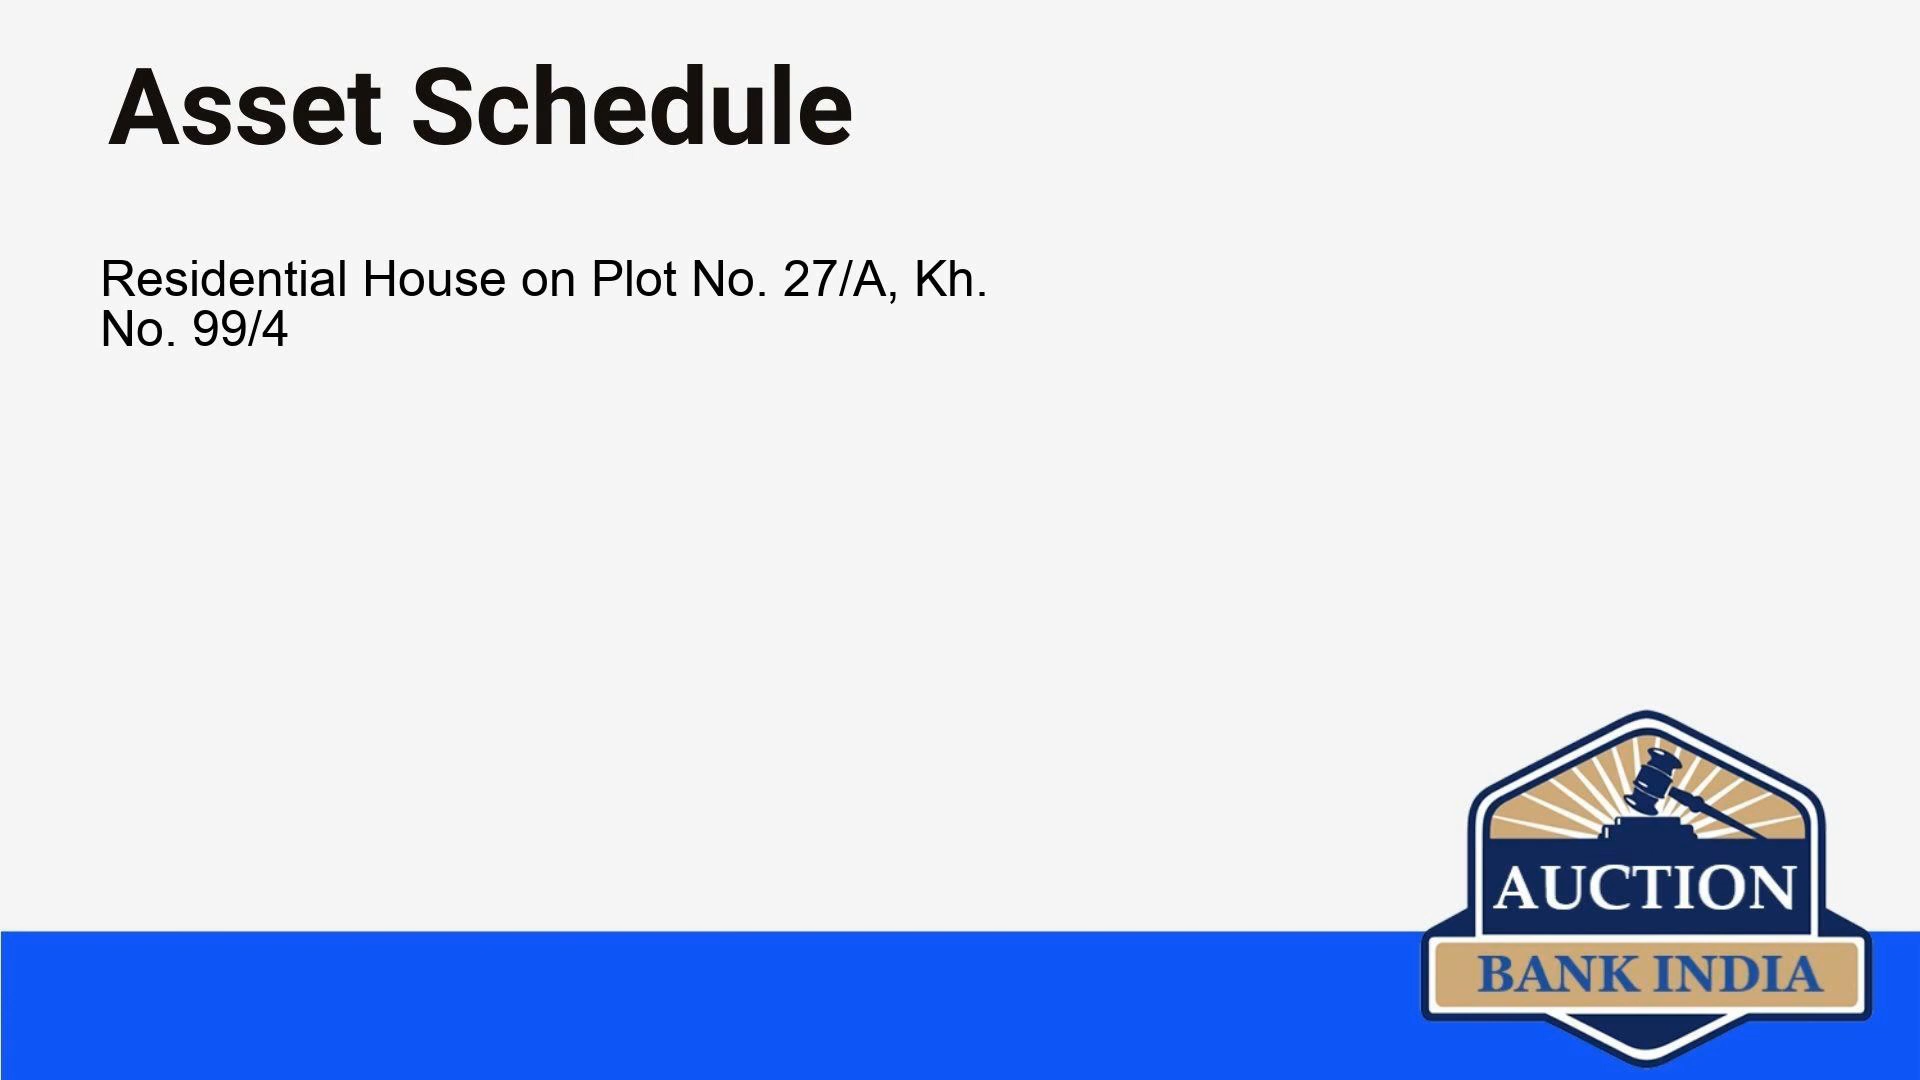 Asset Schedule
Residential House on Plot No. 27/A, Kh.
No. 99/4
AUCTION
BANK INDIA